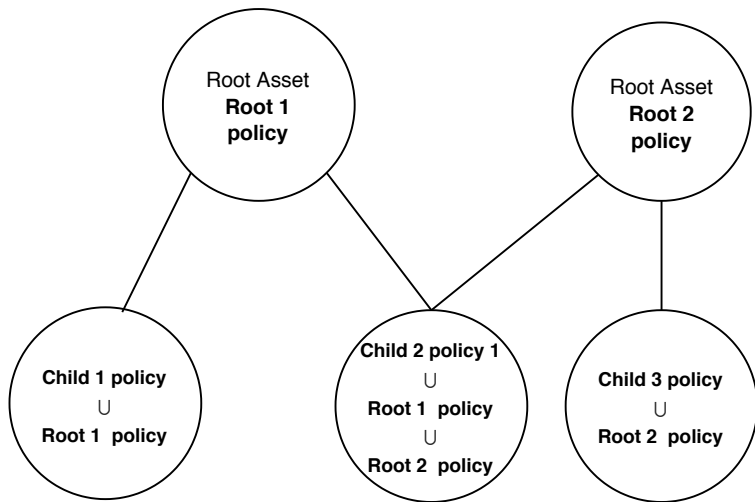 Root Asset
Root 1
policy
Root Asset
Root 2
policy
Child 1 policy
∪
Root 1 policy
Child 2 policy 1
∪
Root 1 policy
∪
Root 2 policy
Child 3 policy
∪
Root 2 policy